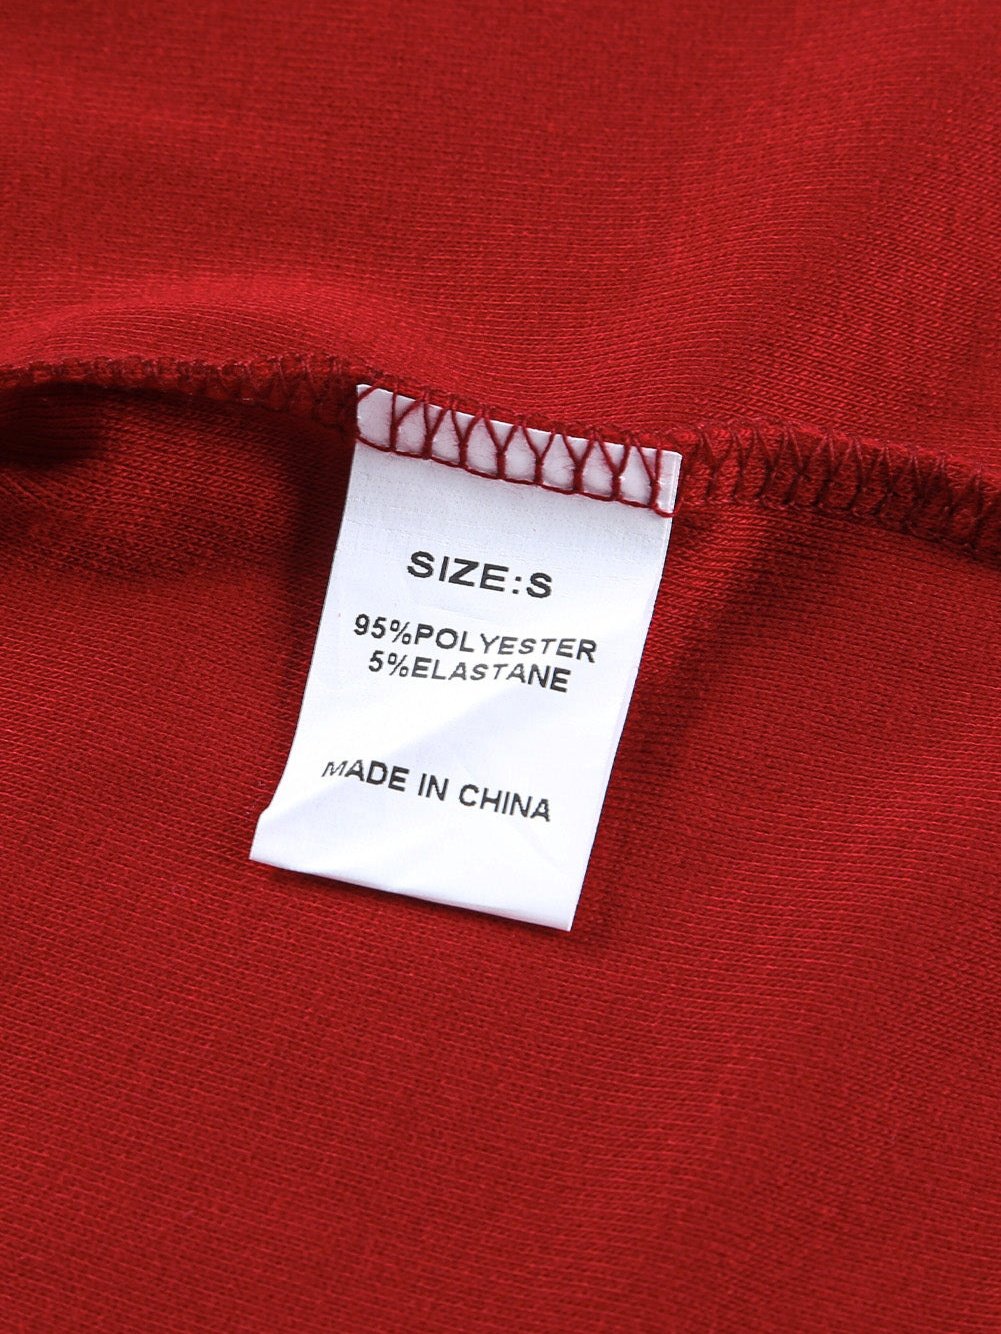 SIZE:S
95%POLYESTER
5%ELASTANE
MADE IN CHINA